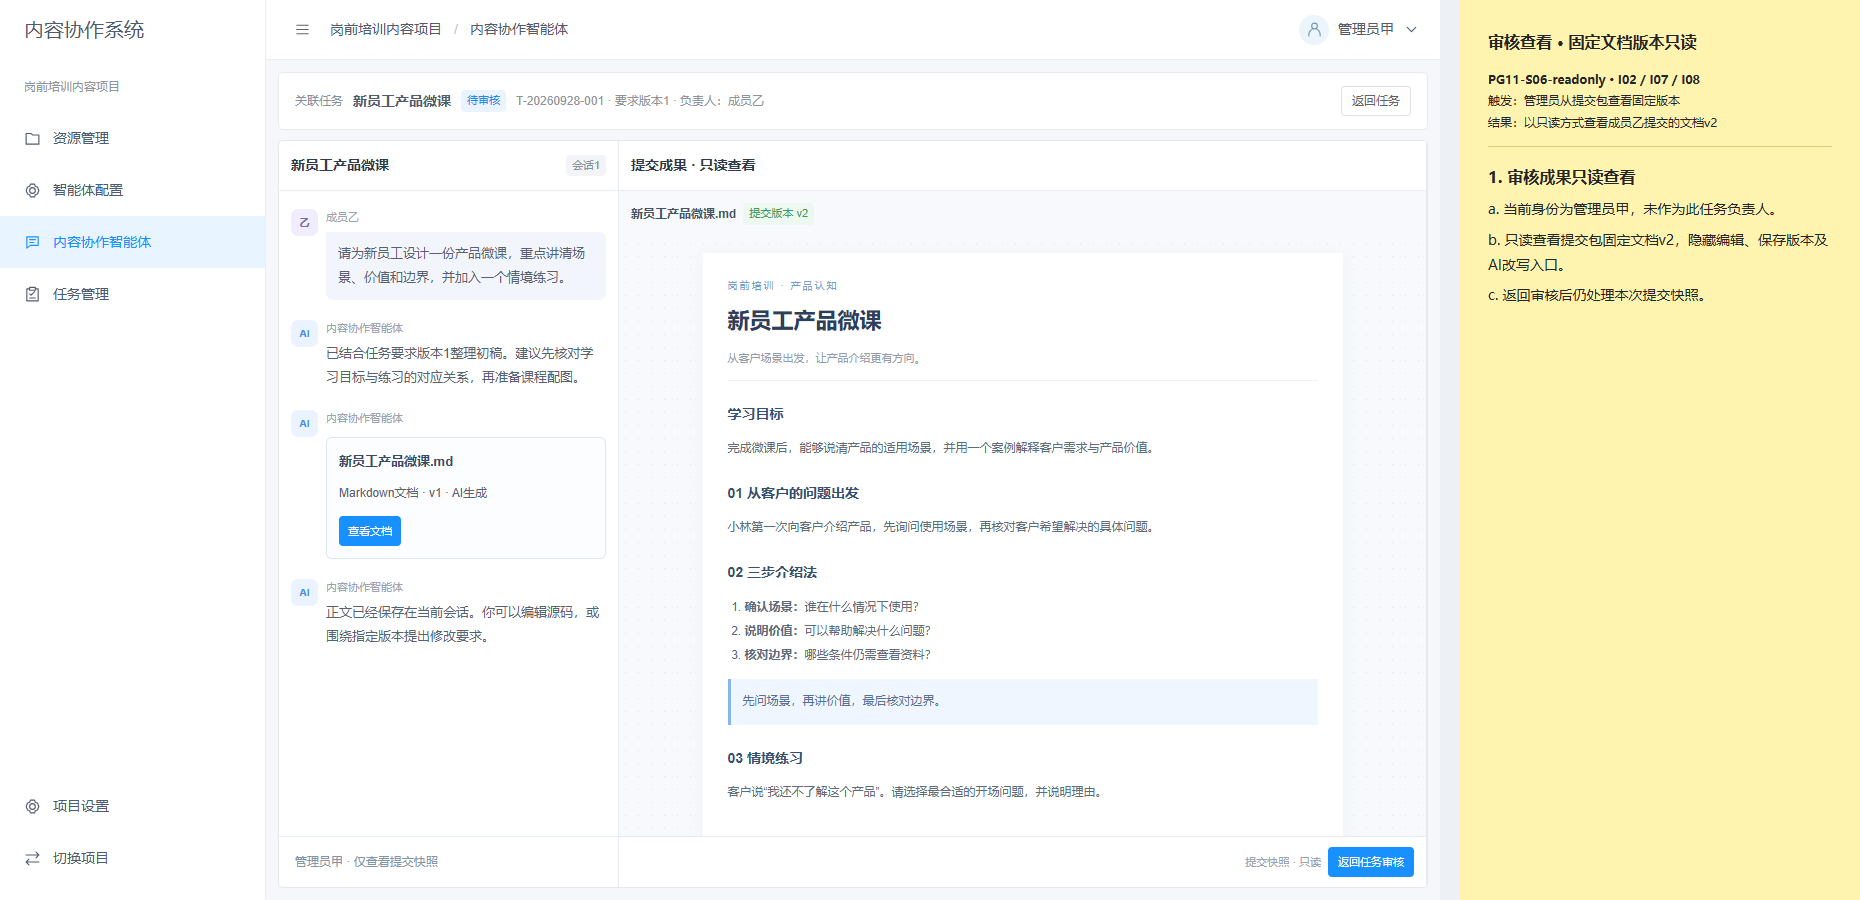 内容协作系统
岗前培训内容项目
资源管理
智能体配置
内容协作智能体
任务管理
项目设置
切换项目
岗前培训内容项目 / 内容协作智能体
管理员甲
关联任务 新员工产品微课 待审核 T-20260928-001 · 要求版本1 · 负责人：成员乙
返回任务
新员工产品微课 会话1
乙 成员乙
请为新员工设计一份产品微课，重点讲清场
景、价值和边界，并加入一个情境练习。
AI 内容协作智能体
已结合任务要求版本1整理初稿。建议先核对学
习目标与练习的对应关系，再准备课程配图。
AI 内容协作智能体
新员工产品微课.md
Markdown文档 · v1 · AI生成
查看文档
AI 内容协作智能体
正文已经保存在当前会话。你可以编辑源码，或
围绕指定版本提出修改要求。
管理员甲 · 仅查看提交快照
提交成果 · 只读查看
新员工产品微课.md 提交版本 v2
岗前培训 · 产品认知
新员工产品微课
从客户场景出发，让产品介绍更有方向。
学习目标
完成微课后，能够说清产品的适用场景，并用一个案例解释客户需求与产品价值。
01 从客户的问题出发
小林第一次向客户介绍产品，先询问使用场景，再核对客户希望解决的具体问题。
02 三步介绍法
1. 确认场景：谁在什么情况下使用？
2. 说明价值：可以帮助解决什么问题？
3. 核对边界：哪些条件仍需查看资料？
先问场景，再讲价值，最后核对边界。
03 情境练习
客户说“我还不了解这个产品”。请选择最合适的开场问题，并说明理由。
提交快照 · 只读 返回任务审核
审核查看 • 固定文档版本只读
PG11-S06-readonly • I02 / I07 / I08
触发：管理员从提交包查看固定版本
结果：以只读方式查看成员乙提交的文档v2
1. 审核成果只读查看
a. 当前身份为管理员甲，未作为此任务负责人。
b. 只读查看提交包固定文档v2，隐藏编辑、保存版本及
AI改写入口。
c. 返回审核后仍处理本次提交快照。